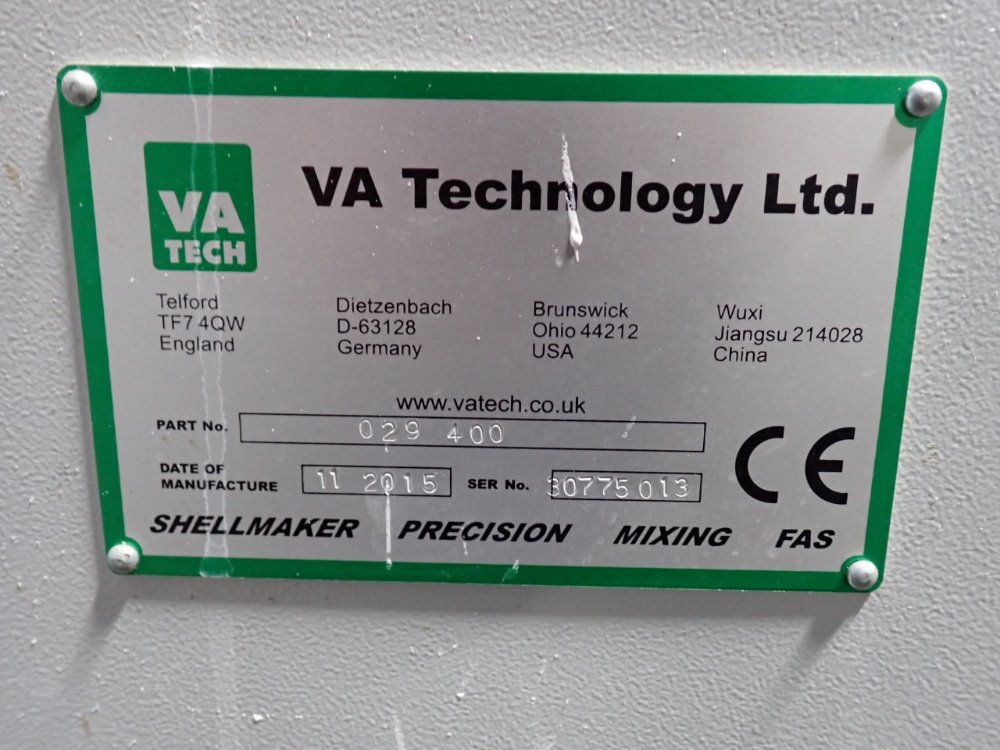 VA
TECH
VA Technology Ltd.
Telford
TF7 4QW
England
Dietzenbach
D-63128
Germany
Brunswick
Ohio 44212
USA
Wuxi
Jiangsu 214028
China
www.vatech.co.uk
PART No. 029 400
DATE OF
MANUFACTURE 11 2015 SER No. 30775 013
CE
SHELLMAKER PRECISION MIXING FAS